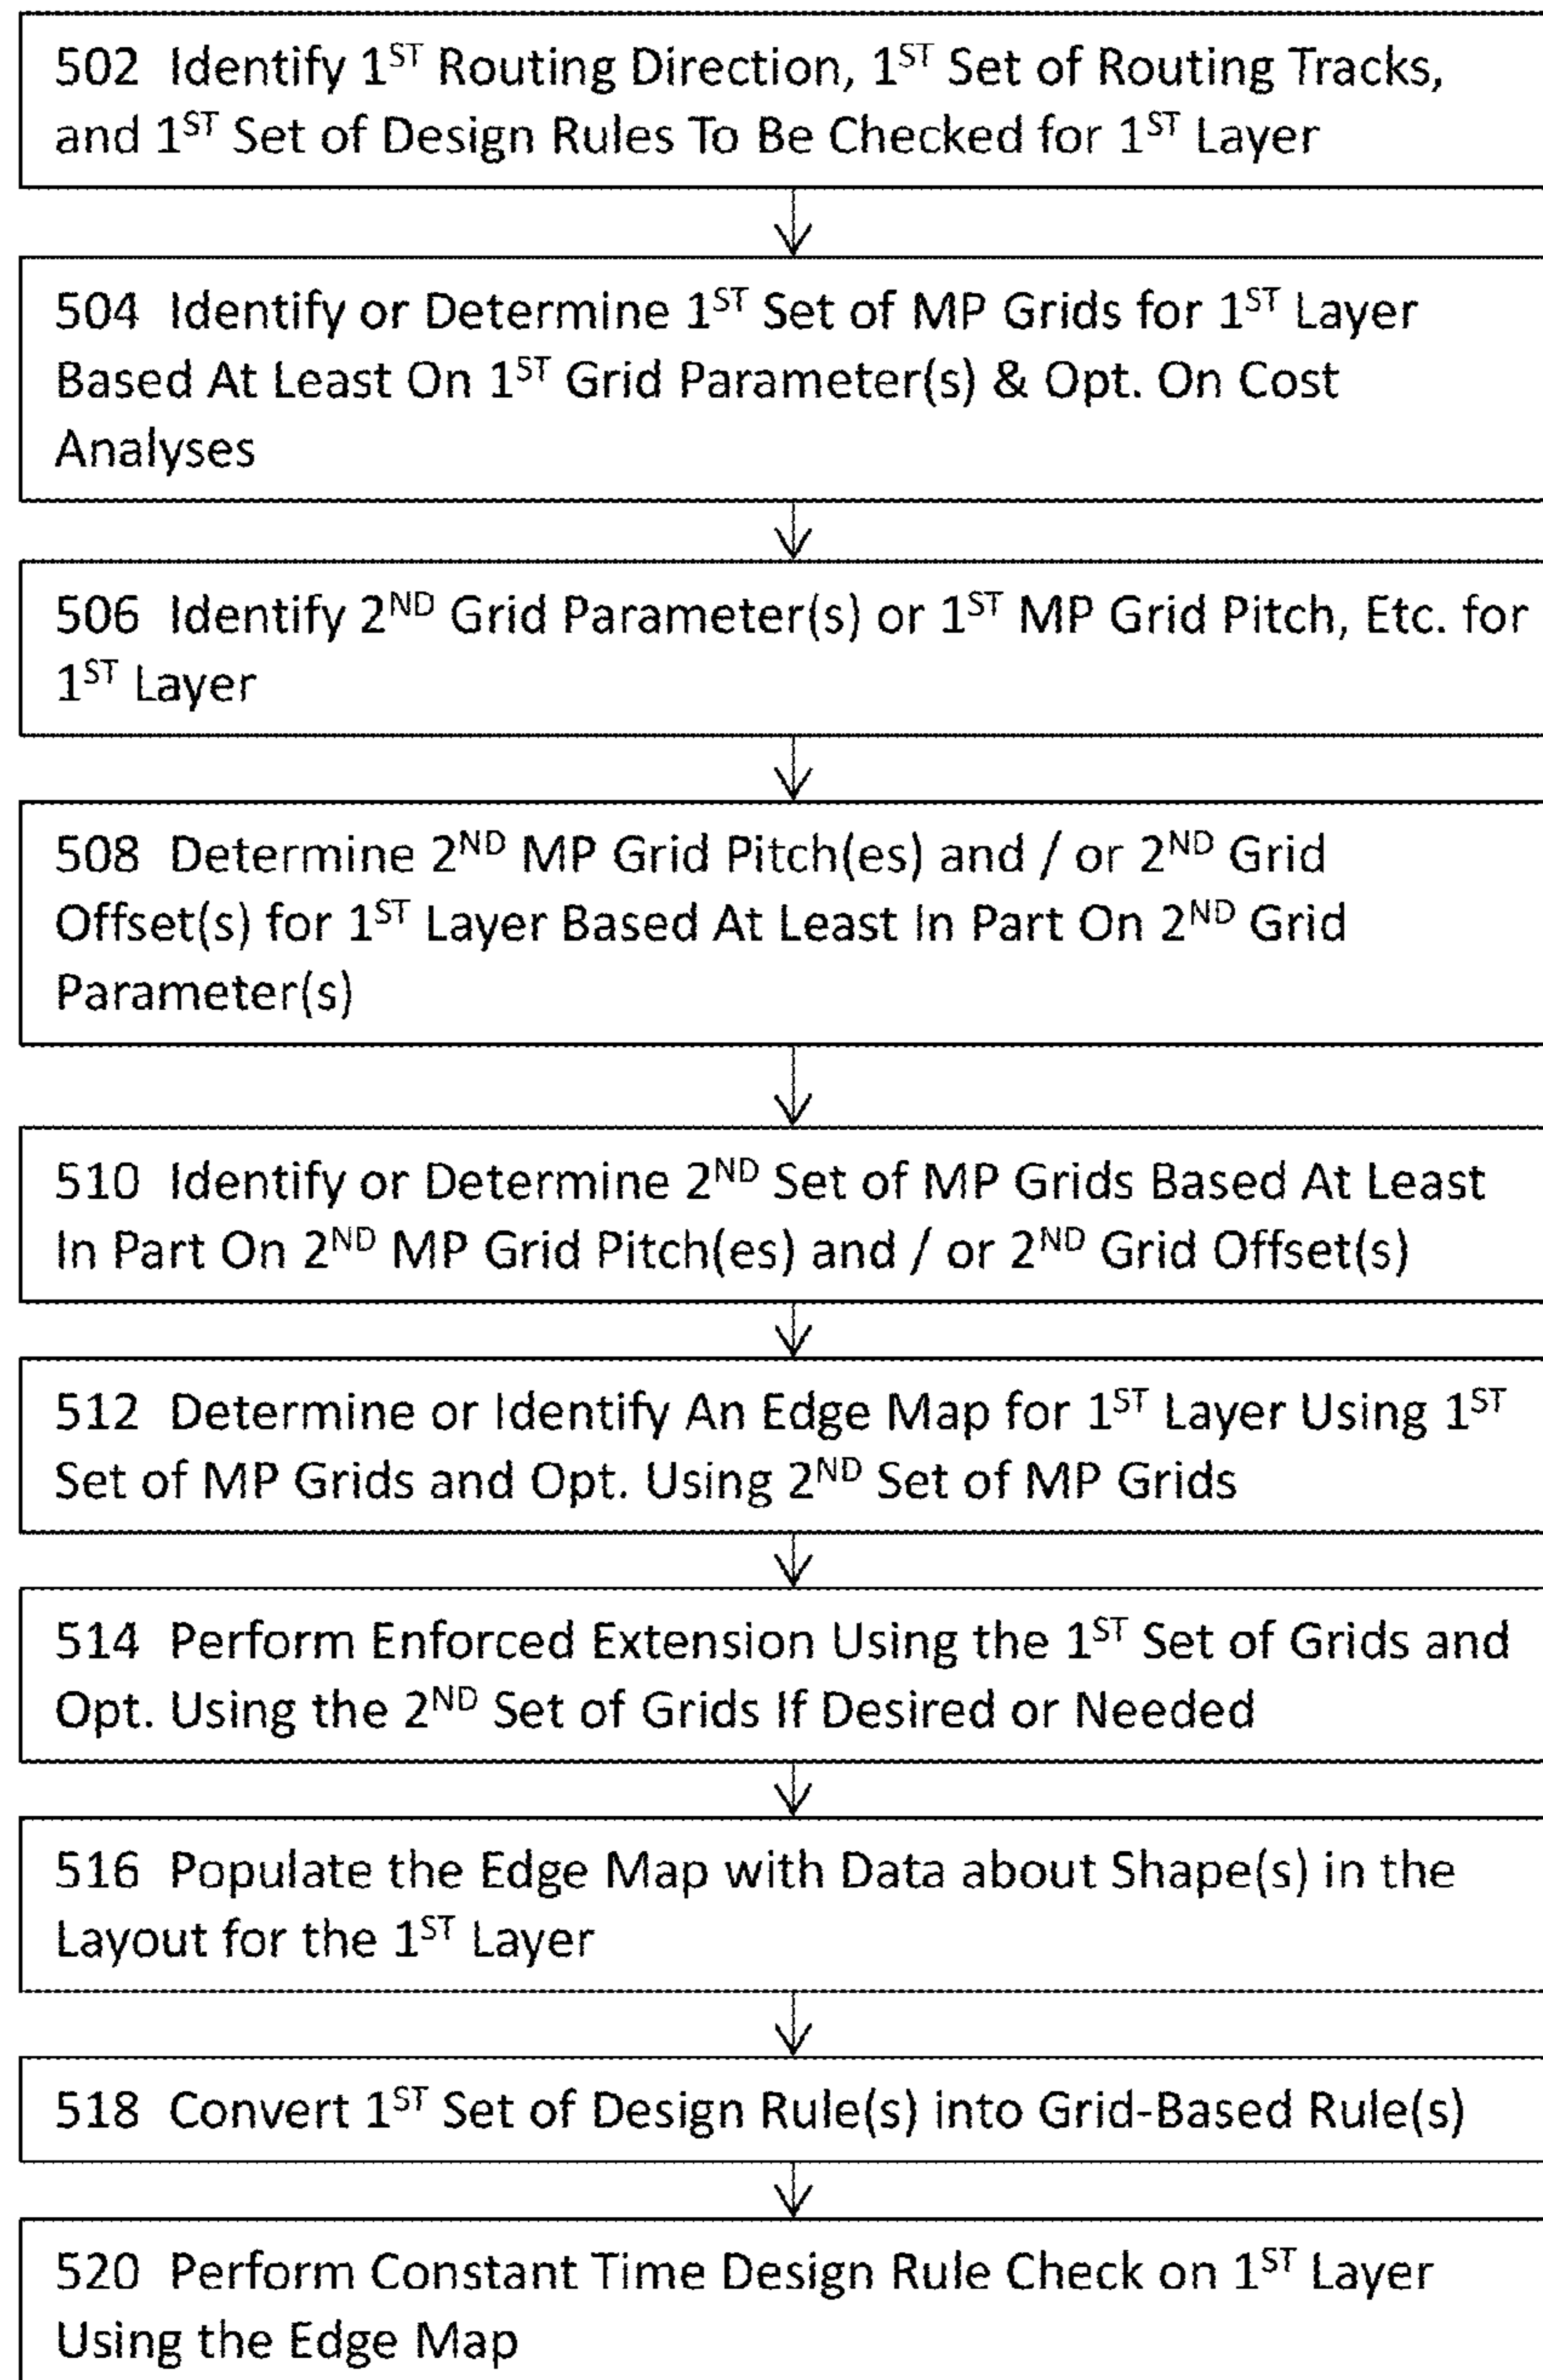 502 Identify 1ST Routing Direction, 1ST Set of Routing Tracks,
and 1ST Set of Design Rules To Be Checked for 1ST Layer
504 Identify or Determine 1ST Set of MP Grids for 1ST Layer
Based At Least On 1ST Grid Parameter(s) & Opt. On Cost
Analyses
506 Identify 2ND Grid Parameter(s) or 1ST MP Grid Pitch, Etc. for
1ST Layer
508 Determine 2ND MP Grid Pitch(es) and / or 2ND Grid
Offset(s) for 1ST Layer Based At Least In Part On 2ND Grid
Parameter(s)
510 Identify or Determine 2ND Set of MP Grids Based At Least
In Part On 2ND MP Grid Pitch(es) and / or 2ND Grid Offset(s)
512 Determine or Identify An Edge Map for 1ST Layer Using 1ST
Set of MP Grids and Opt. Using 2ND Set of MP Grids
514 Perform Enforced Extension Using the 1ST Set of Grids and
Opt. Using the 2ND Set of Grids If Desired or Needed
516 Populate the Edge Map with Data about Shape(s) in the
Layout for the 1ST Layer
518 Convert 1ST Set of Design Rule(s) into Grid-Based Rule(s)
520 Perform Constant Time Design Rule Check on 1ST Layer
Using the Edge Map